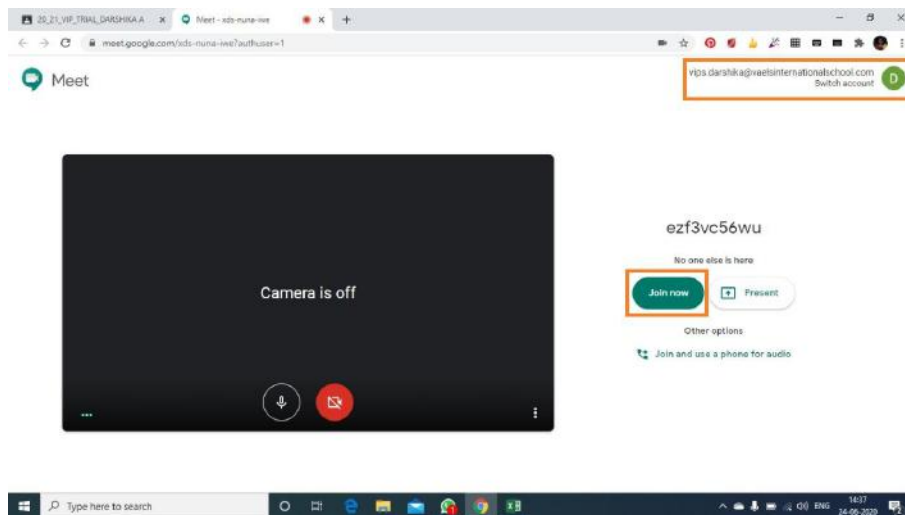 20_21_VIP_TRIAL_DARSHIKA.A
Meet - xds-nuna-iwe
meet.google.com/xds-nuna-iwe?authuser=1
Meet
vips.darshika@vaelsinternationalschool.com
Switch account
D
Camera is off
ezf3vc56wu
No one else is here
Join now
Present
Other options
Join and use a phone for audio
Type here to search
ENG
14:37
24-06-2020